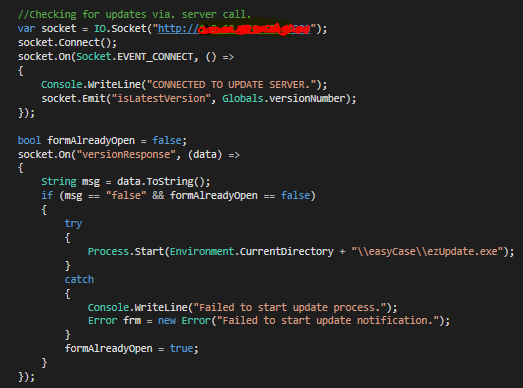 //Checking for updates via. server call.
var socket = IO.Socket("http://");
socket.Connect();
socket.On(Socket.EVENT_CONNECT, () =>
{
Console.WriteLine("CONNECTED TO UPDATE SERVER.");
socket.Emit("isLatestVersion", Globals.versionNumber);
});
bool formAlreadyOpen = false;
socket.On("versionResponse", (data) =>
{
String msg = data.ToString();
if (msg == "false" && formAlreadyOpen == false)
{
try
{
Process.Start(Environment.CurrentDirectory + "\\easyCase\\ezUpdate.exe");
}
catch
{
Console.WriteLine("Failed to start update process.");
Error frm = new Error("Failed to start update notification.");
}
formAlreadyOpen = true;
}
});